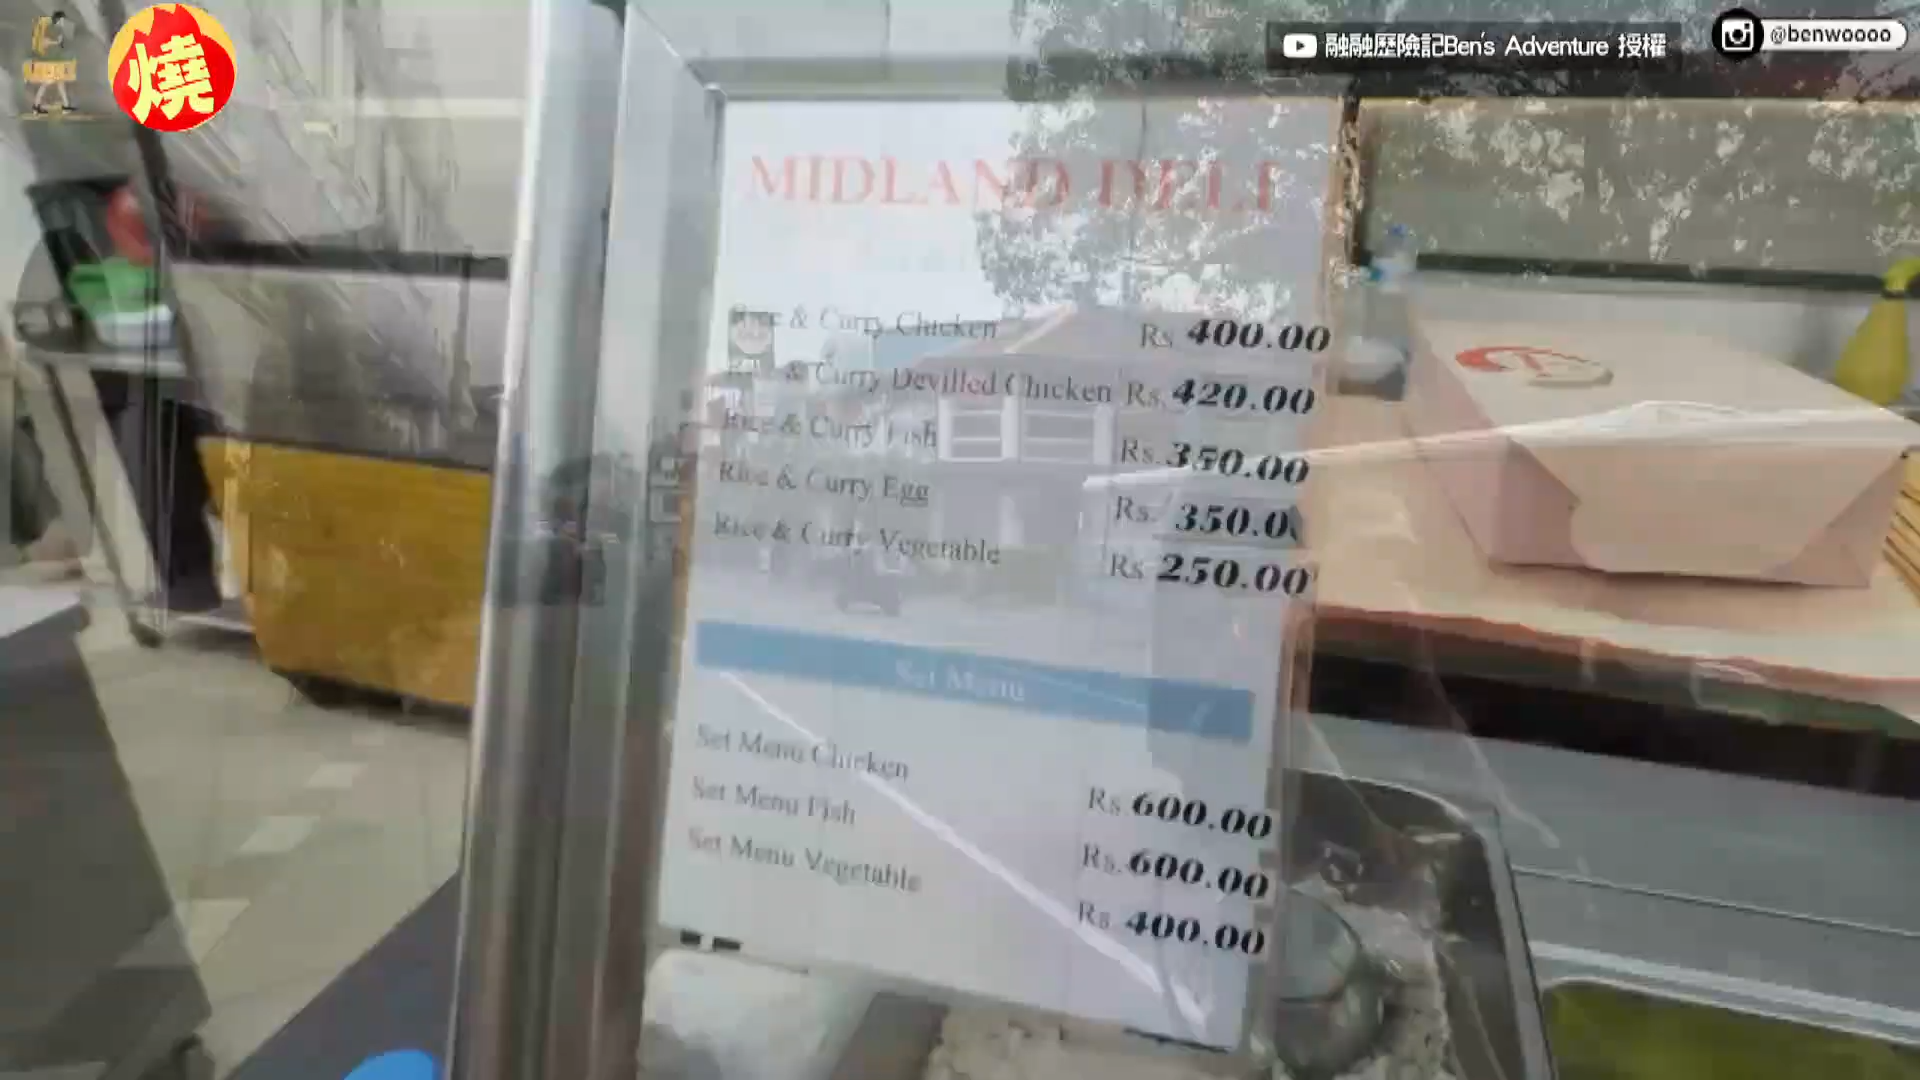 燒
融融歷險記Ben's Adventure 授權
@benwoooo
MIDLAND DELI
Rice & Curry Chicken Rs. 400.00
Rice & Curry Devilled Chicken Rs. 420.00
Rice & Curry Fish Rs. 350.00
Rice & Curry Egg Rs. 350.00
Rice & Curry Vegetable Rs. 250.00
Set Menu
Set Menu Chicken Rs. 600.00
Set Menu Fish Rs. 600.00
Set Menu Vegetable Rs. 400.00